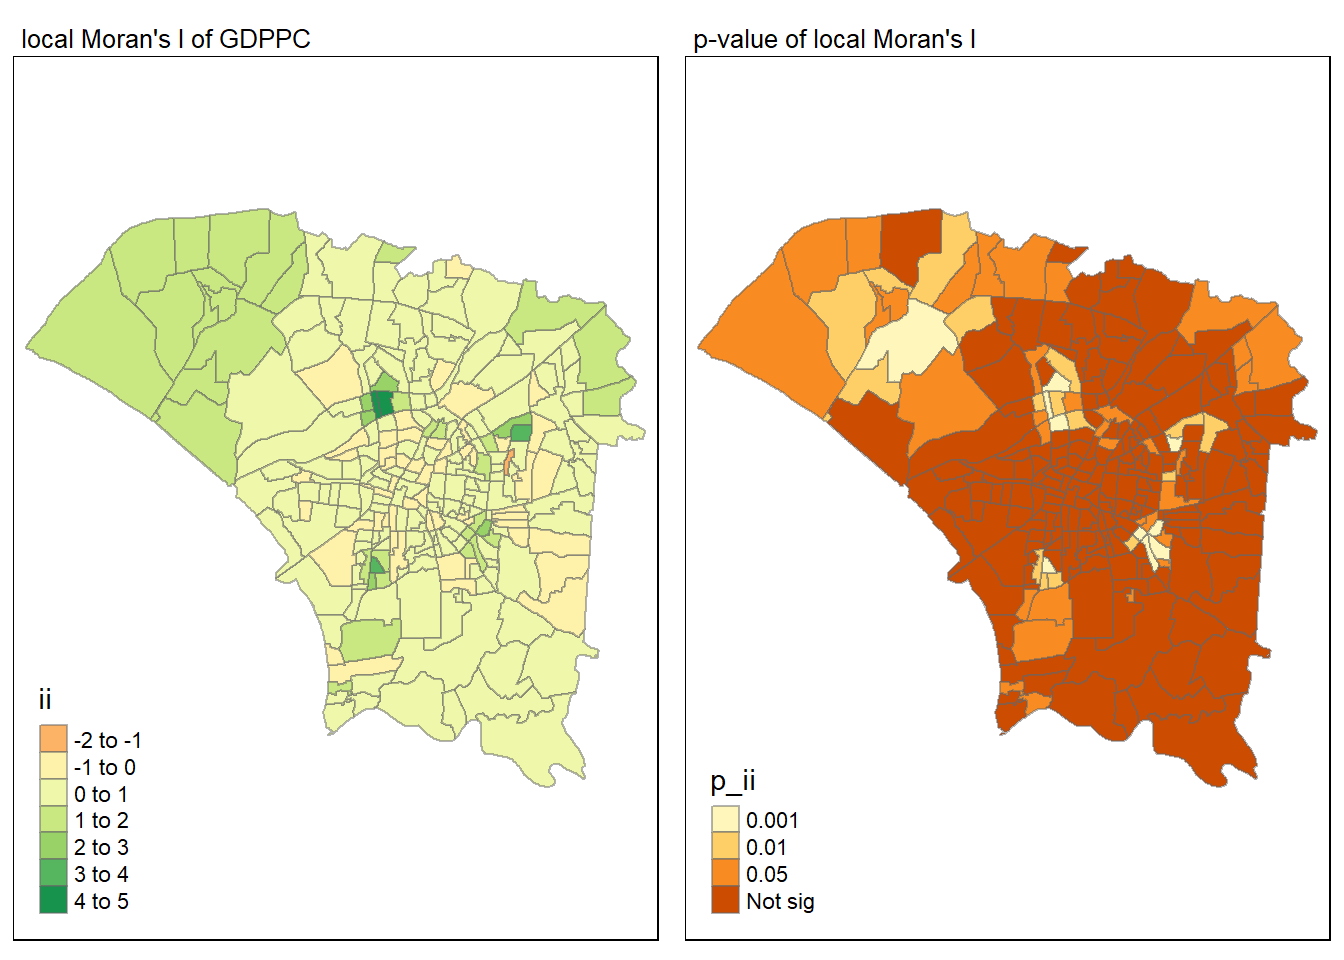 local Moran's I of GDPPC
ii
-2 to -1
-1 to 0
0 to 1
1 to 2
2 to 3
3 to 4
4 to 5
p-value of local Moran's I
p_ii
0.001
0.01
0.05
Not sig